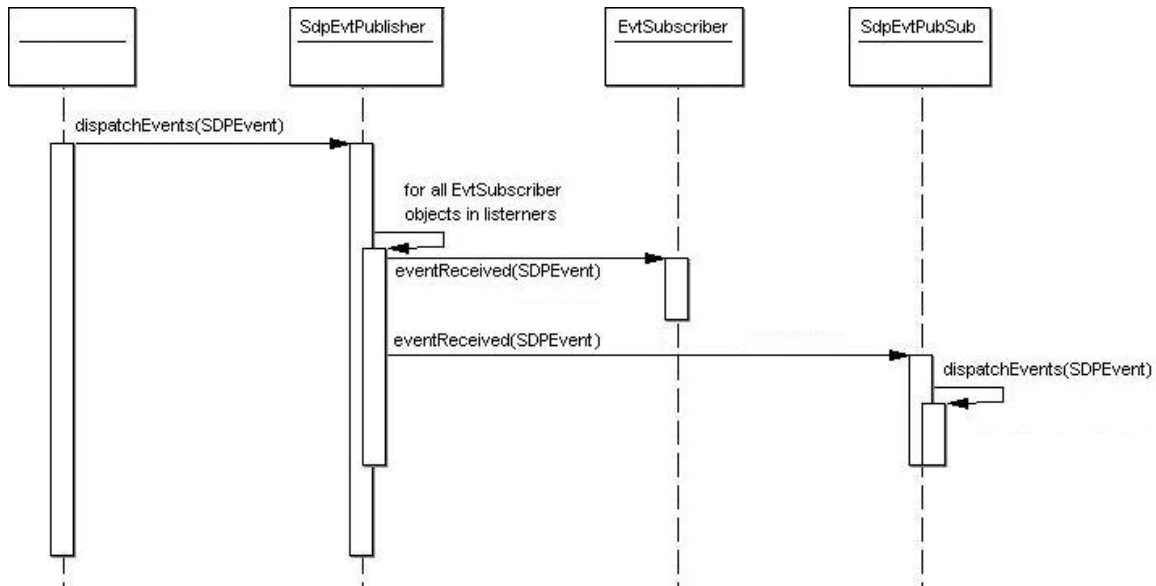 SdpEvtPublisher
EvtSubscriber
SdpEvtPubSub
dispatchEvents(SDPEvent)
for all EvtSubscriber
objects in listerners
eventReceived(SDPEvent)
eventReceived(SDPEvent)
dispatchEvents(SDPEvent)